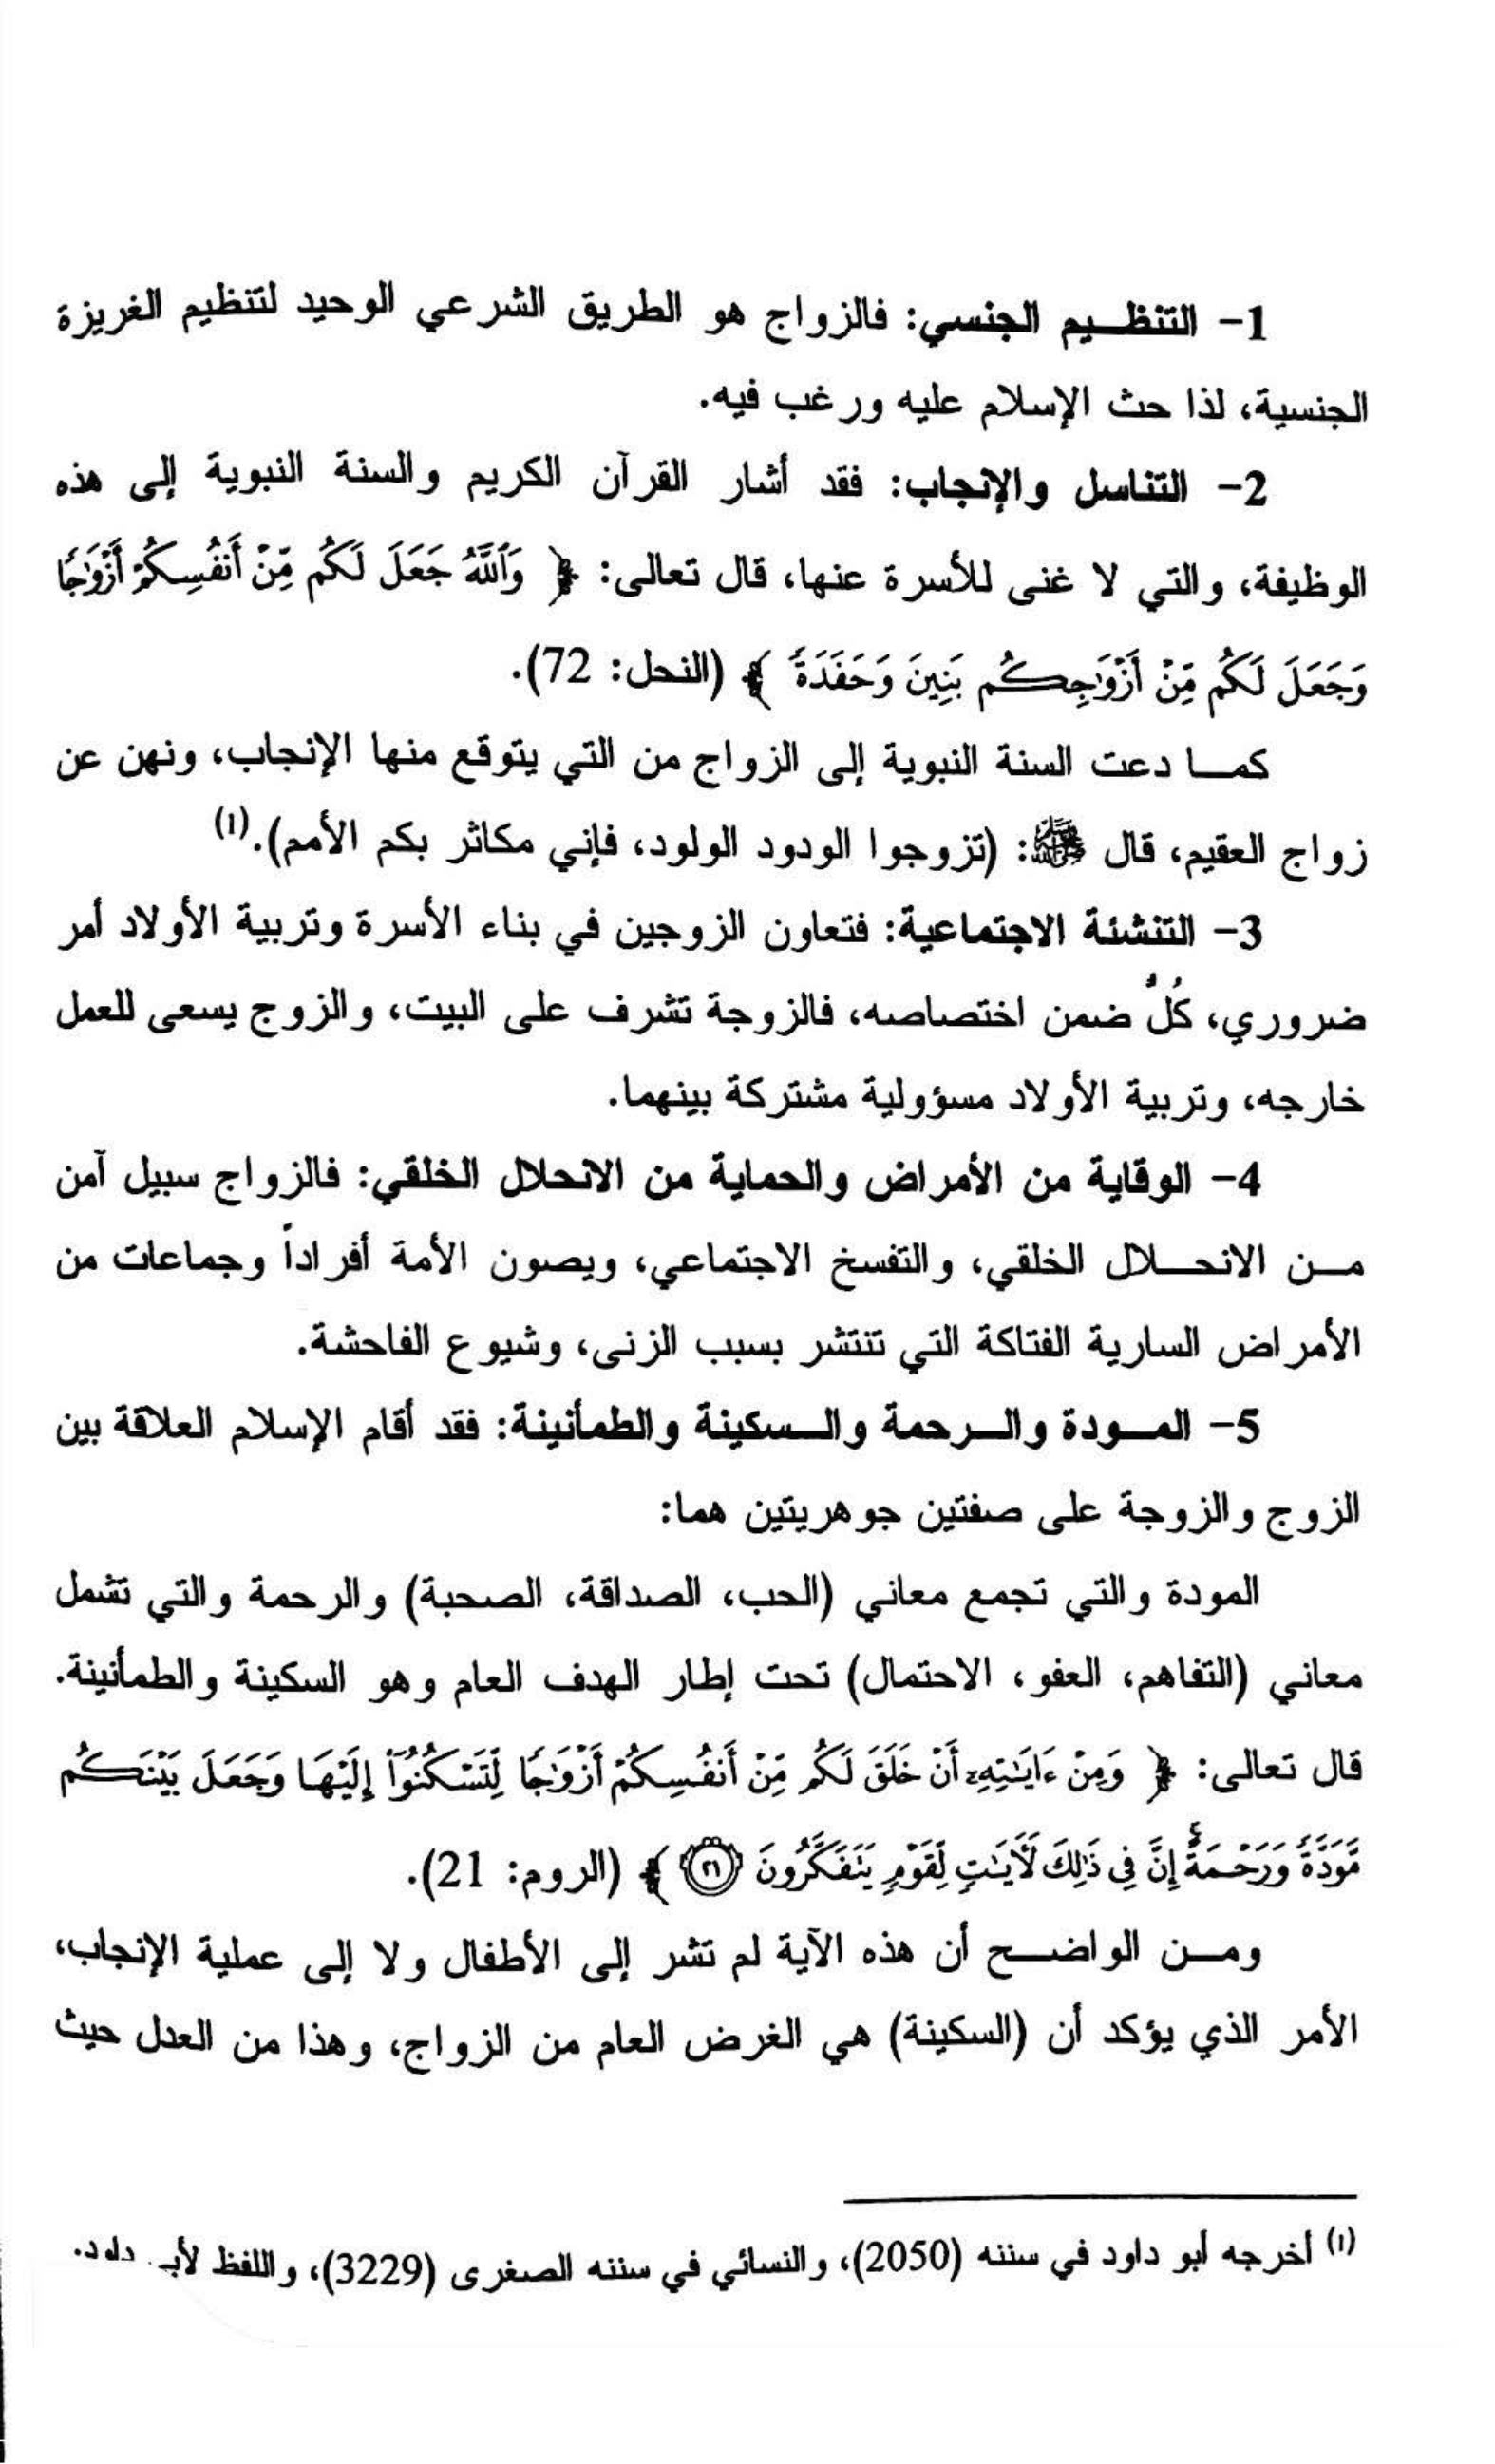 1- التنظيم الجنسي: فالزواج هو الطريق الشرعي الوحيد لتنظيم الغريزة
الجنسية، لذا حث الإسلام عليه ورغب فيه.
2- التناسل والإنجاب: فقد أشار القرآن الكريم والسنة النبوية إلى هذه
الوظيفة، والتي لا غنى للأسرة عنها، قال تعالى: ﴿ وَٱللَّهُ جَعَلَ لَكُم مِّنْ أَنفُسِكُمْ أَزْوَٰجًا
وَجَعَلَ لَكُم مِّنْ أَزْوَٰجِكُم بَنِينَ وَحَفَدَةً ﴾ (النحل: 72).
كما دعت السنة النبوية إلى الزواج من التي يتوقع منها الإنجاب، ونهن عن
زواج العقيم، قال ﷺ: (تزوجوا الودود الولود، فإني مكاثر بكم الأمم).(1)
3- التنشئة الاجتماعية: فتعاون الزوجين في بناء الأسرة وتربية الأولاد أمر
ضروري، كُلٌ ضمن اختصاصه، فالزوجة تشرف على البيت، والزوج يسعى للعمل
خارجه، وتربية الأولاد مسؤولية مشتركة بينهما.
4- الوقاية من الأمراض والحماية من الانحلال الخلقي: فالزواج سبيل آمن
من الانحلال الخلقي، والتفسخ الاجتماعي، ويصون الأمة أفراداً وجماعات من
الأمراض السارية الفتاكة التي تنتشر بسبب الزنى، وشيوع الفاحشة.
5- المودة والرحمة والسكينة والطمأنينة: فقد أقام الإسلام العلاقة بين
الزوج والزوجة على صفتين جوهريتين هما:
المودة والتي تجمع معاني (الحب، الصداقة، الصحبة) والرحمة والتي تشمل
معاني (التفاهم، العفو، الاحتمال) تحت إطار الهدف العام وهو السكينة والطمأنينة.
قال تعالى: ﴿ وَمِنْ ءَايَٰتِهِۦٓ أَنْ خَلَقَ لَكُم مِّنْ أَنفُسِكُمْ أَزْوَٰجًا لِّتَسْكُنُوٓا۟ إِلَيْهَا وَجَعَلَ بَيْنَكُم
مَّوَدَّةً وَرَحْمَةً ۚ إِنَّ فِى ذَٰلِكَ لَءَايَٰتٍ لِّقَوْمٍ يَتَفَكَّرُونَ ٢١ ﴾ (الروم: 21).
ومن الواضح أن هذه الآية لم تشر إلى الأطفال ولا إلى عملية الإنجاب،
الأمر الذي يؤكد أن (السكينة) هي الغرض العام من الزواج، وهذا من العدل حيث
(1) أخرجه أبو داود في سننه (2050)، والنسائي في سننه الصغرى (3229)، واللفظ لأبي داود.